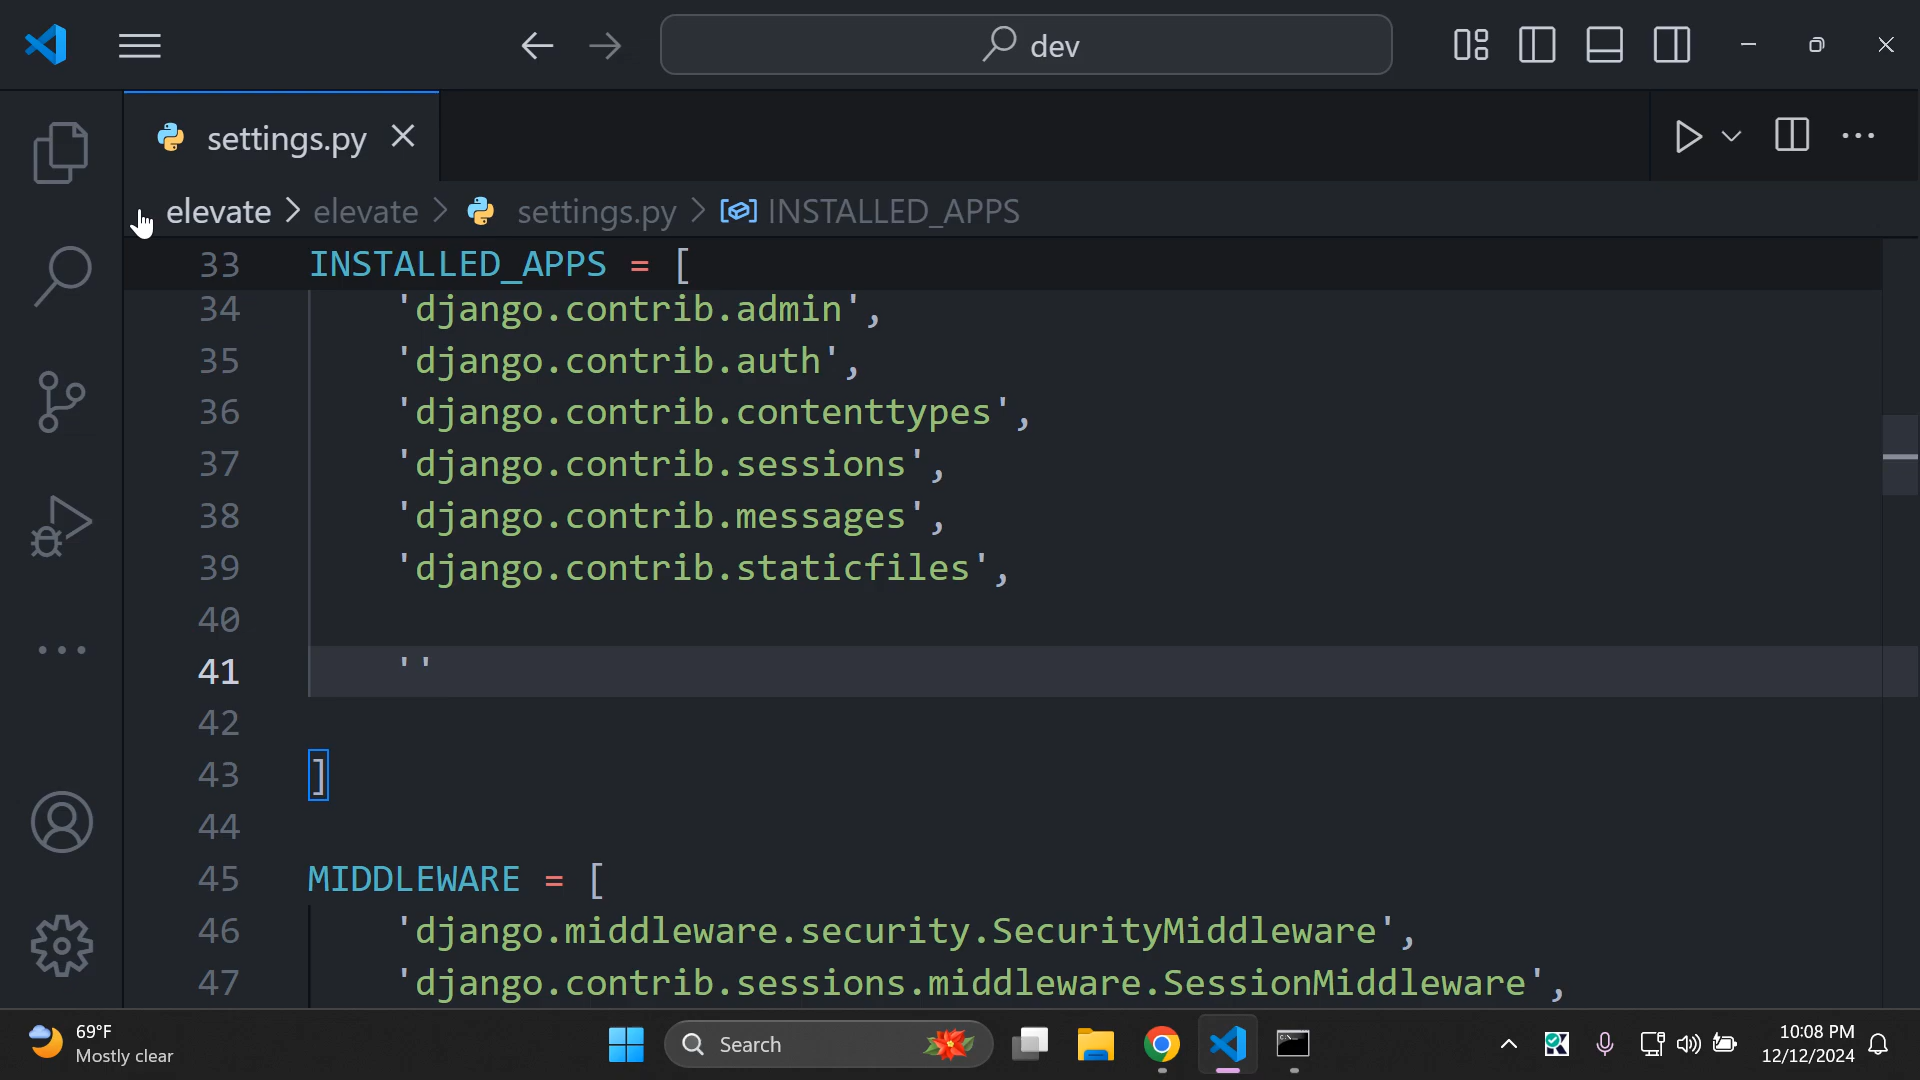 dev
settings.py
elevate > elevate > settings.py > INSTALLED_APPS
33 INSTALLED_APPS = [
34 'django.contrib.admin',
35 'django.contrib.auth',
36 'django.contrib.contenttypes',
37 'django.contrib.sessions',
38 'django.contrib.messages',
39 'django.contrib.staticfiles',
40
41 ''
42
43 ]
44
45 MIDDLEWARE = [
46 'django.middleware.security.SecurityMiddleware',
47 'django.contrib.sessions.middleware.SessionMiddleware',
69°F
Mostly clear
Search
10:08 PM
12/12/2024